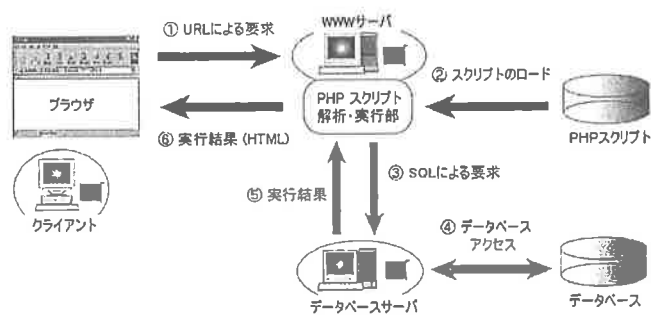 WWWサーバ
① URLによる要求
② スクリプトのロード
ブラウザ
PHP スクリプト
解析・実行部
PHPスクリプト
⑥ 実行結果 (HTML)
③ SOLによる要求
⑤ 実行結果
クライアント
④ データベース
アクセス
データベースサーバ
データベース